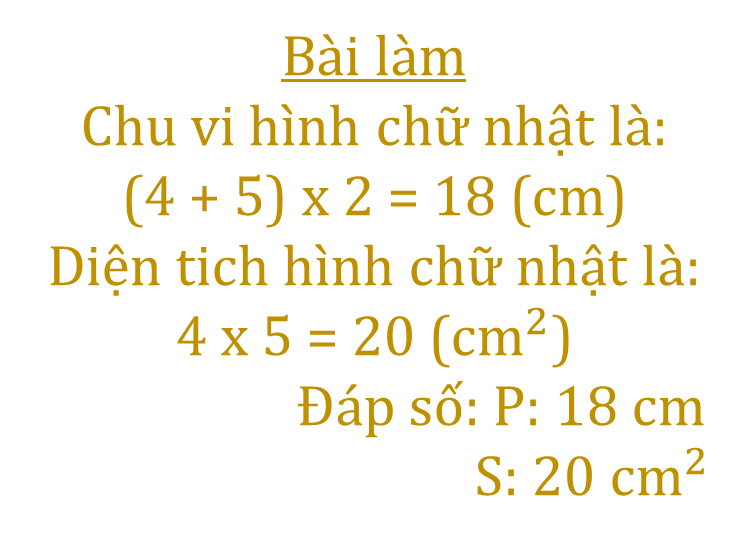 Bài làm
Chu vi hình chữ nhật là:
(4 + 5) x 2 = 18 (cm)
Diện tich hình chữ nhật là:
4 x 5 = 20 (cm²)
Đáp số: P: 18 cm
S: 20 cm²